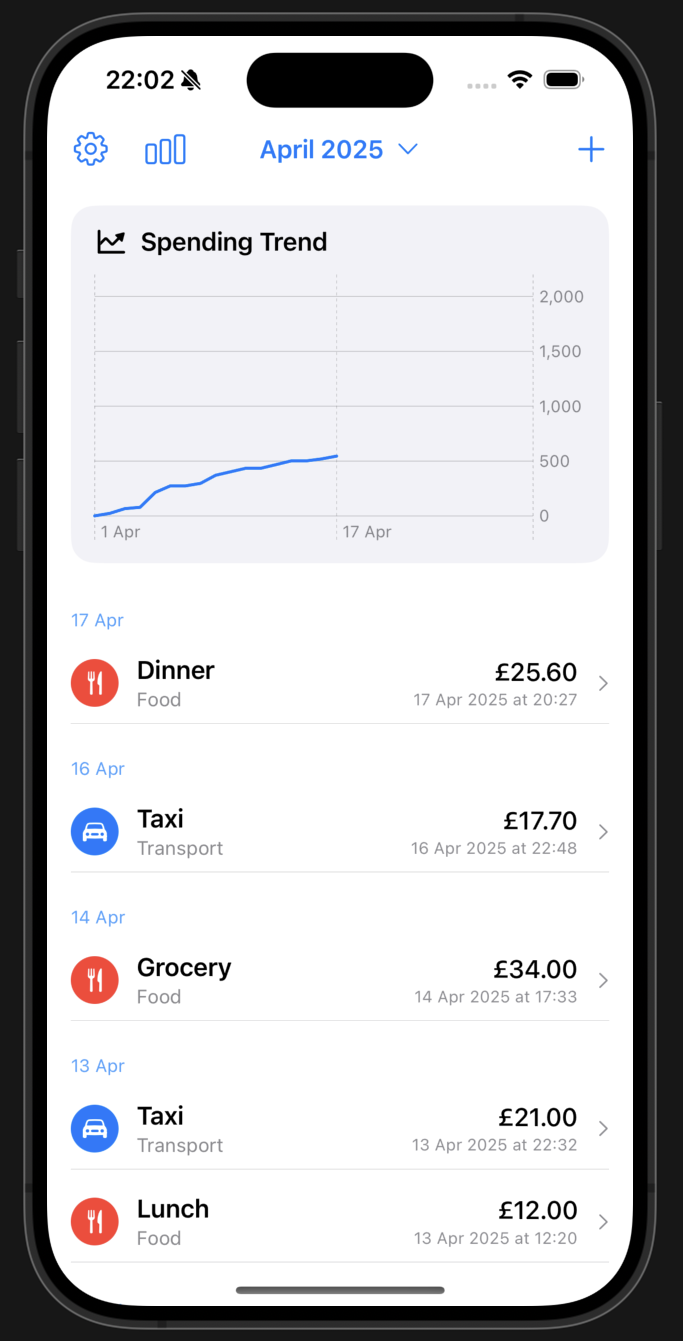 22:02
April 2025
Spending Trend
2,000
1,500
1,000
500
0
1 Apr 17 Apr
17 Apr
Dinner £25.60
Food 17 Apr 2025 at 20:27
16 Apr
Taxi £17.70
Transport 16 Apr 2025 at 22:48
14 Apr
Grocery £34.00
Food 14 Apr 2025 at 17:33
13 Apr
Taxi £21.00
Transport 13 Apr 2025 at 22:32
Lunch £12.00
Food 13 Apr 2025 at 12:20